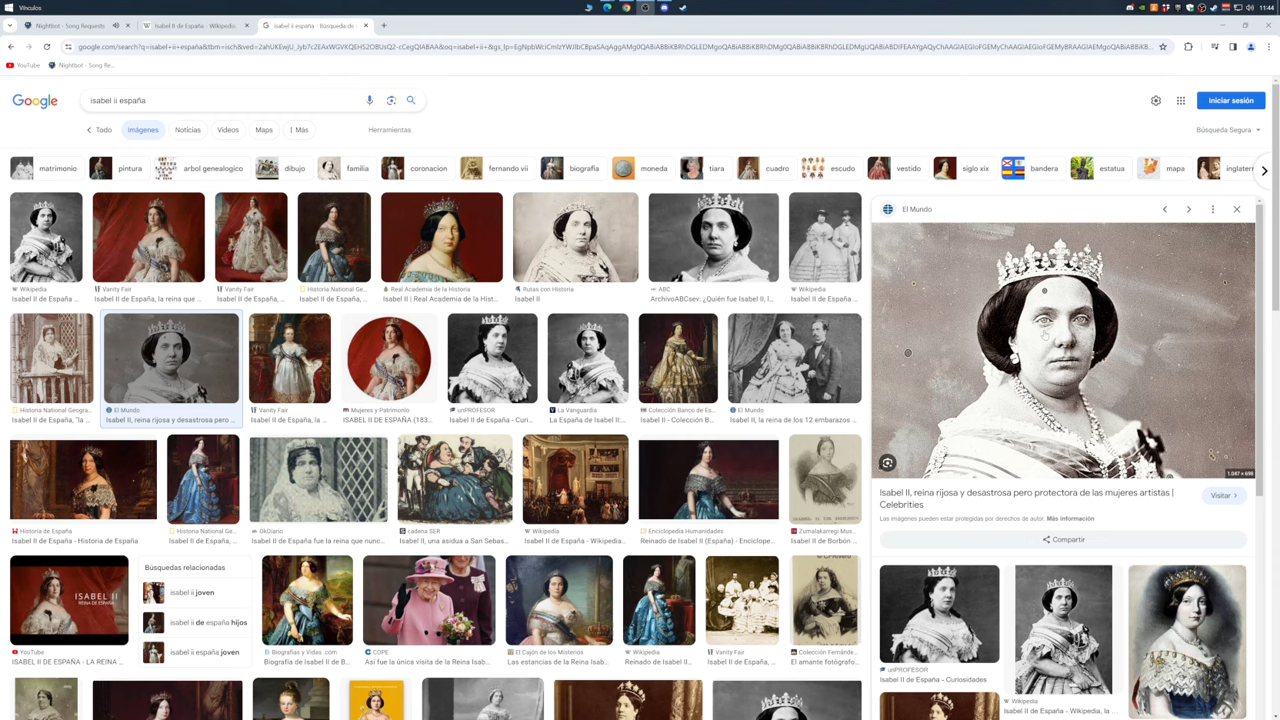 Vínculos
11:44
Nightbot - Song Requests
Isabel II de España - Wikipedi
isabel ii españa - Búsqueda de
YouTube
Nightbot - Song Re...
Google
isabel ii españa
Iniciar sesión
Todo
Imágenes
Noticias
Vídeos
Maps
Más
Herramientas
Búsqueda Segura
matrimonio
pintura
arbol genealogico
dibujo
familia
coronacion
fernando vii
biografia
moneda
tiara
cuadro
escudo
vestido
siglo xix
bandera
estatua
mapa
inglater
Wikipedia
Isabel II de España ...
Vanity Fair
Isabel II de España, la reina que ...
Vanity Fair
Isabel II de España, ...
Historia National Ge...
Isabel II de España, ...
Real Academia de la Historia
Isabel II | Real Academia de la Hist...
Rutas con Historia
Isabel II
ABC
ArchivoABCsev: ¿Quién fue Isabel II, l...
Wikipedia
Isabel II de España ...
Historia National Geogra...
Isabel II de España, "la ...
El Mundo
Isabel II, reina rijosa y desastrosa pero ...
Vanity Fair
Isabel II de España, la ...
Mujeres y Patrimonio
ISABEL II DE ESPAÑA (183...
unPROFESOR
Isabel II de España - Curi...
La Vanguardia
La España de Isabel II:...
Colección Banco de Es...
Isabel II - Colección B...
El Mundo
Isabel II, la reina de los 12 embarazos ...
Historia de España
Isabel II de España - Historia de España
Historia National Ge...
Isabel II de España, ...
OkDiario
Isabel II de España fue la reina que nunc...
cadena SER
Isabel II, una asidua a San Sebas...
Wikipedia
Isabel II de España - Wikipedia...
Enciclopedia Humanidades
Reinado de Isabel II (España) - Enciclope...
Zumalakarregi Mus...
Isabel II de Borbón ...
ISABEL II
REINA DE ESPAÑA
YouTube
ISABEL II DE ESPAÑA - LA REINA ...
Búsquedas relacionadas
isabel ii joven
isabel ii de españa hijos
isabel ii españa joven
Biografias y Vidas .com
Biografia de Isabel II de B...
COPE
Así fue la única visita de la Reina Isab...
El Cajón de los Misterios
Las estancias de la Reina Isab...
Wikipedia
Reinado de Isabel II...
Vanity Fair
Isabel II de España, ...
Colección Fernánde...
El amante fotógrafo...
El Mundo
1.047 × 698
Isabel II, reina rijosa y desastrosa pero protectora de las mujeres artistas |
Celebrities
Visitar
Las imágenes pueden estar protegidas por derechos de autor. Más información
Compartir
unPROFESOR
Isabel II de España - Curiosidades
Wikipedia
Isabel II de España - Wikipedia, la ...